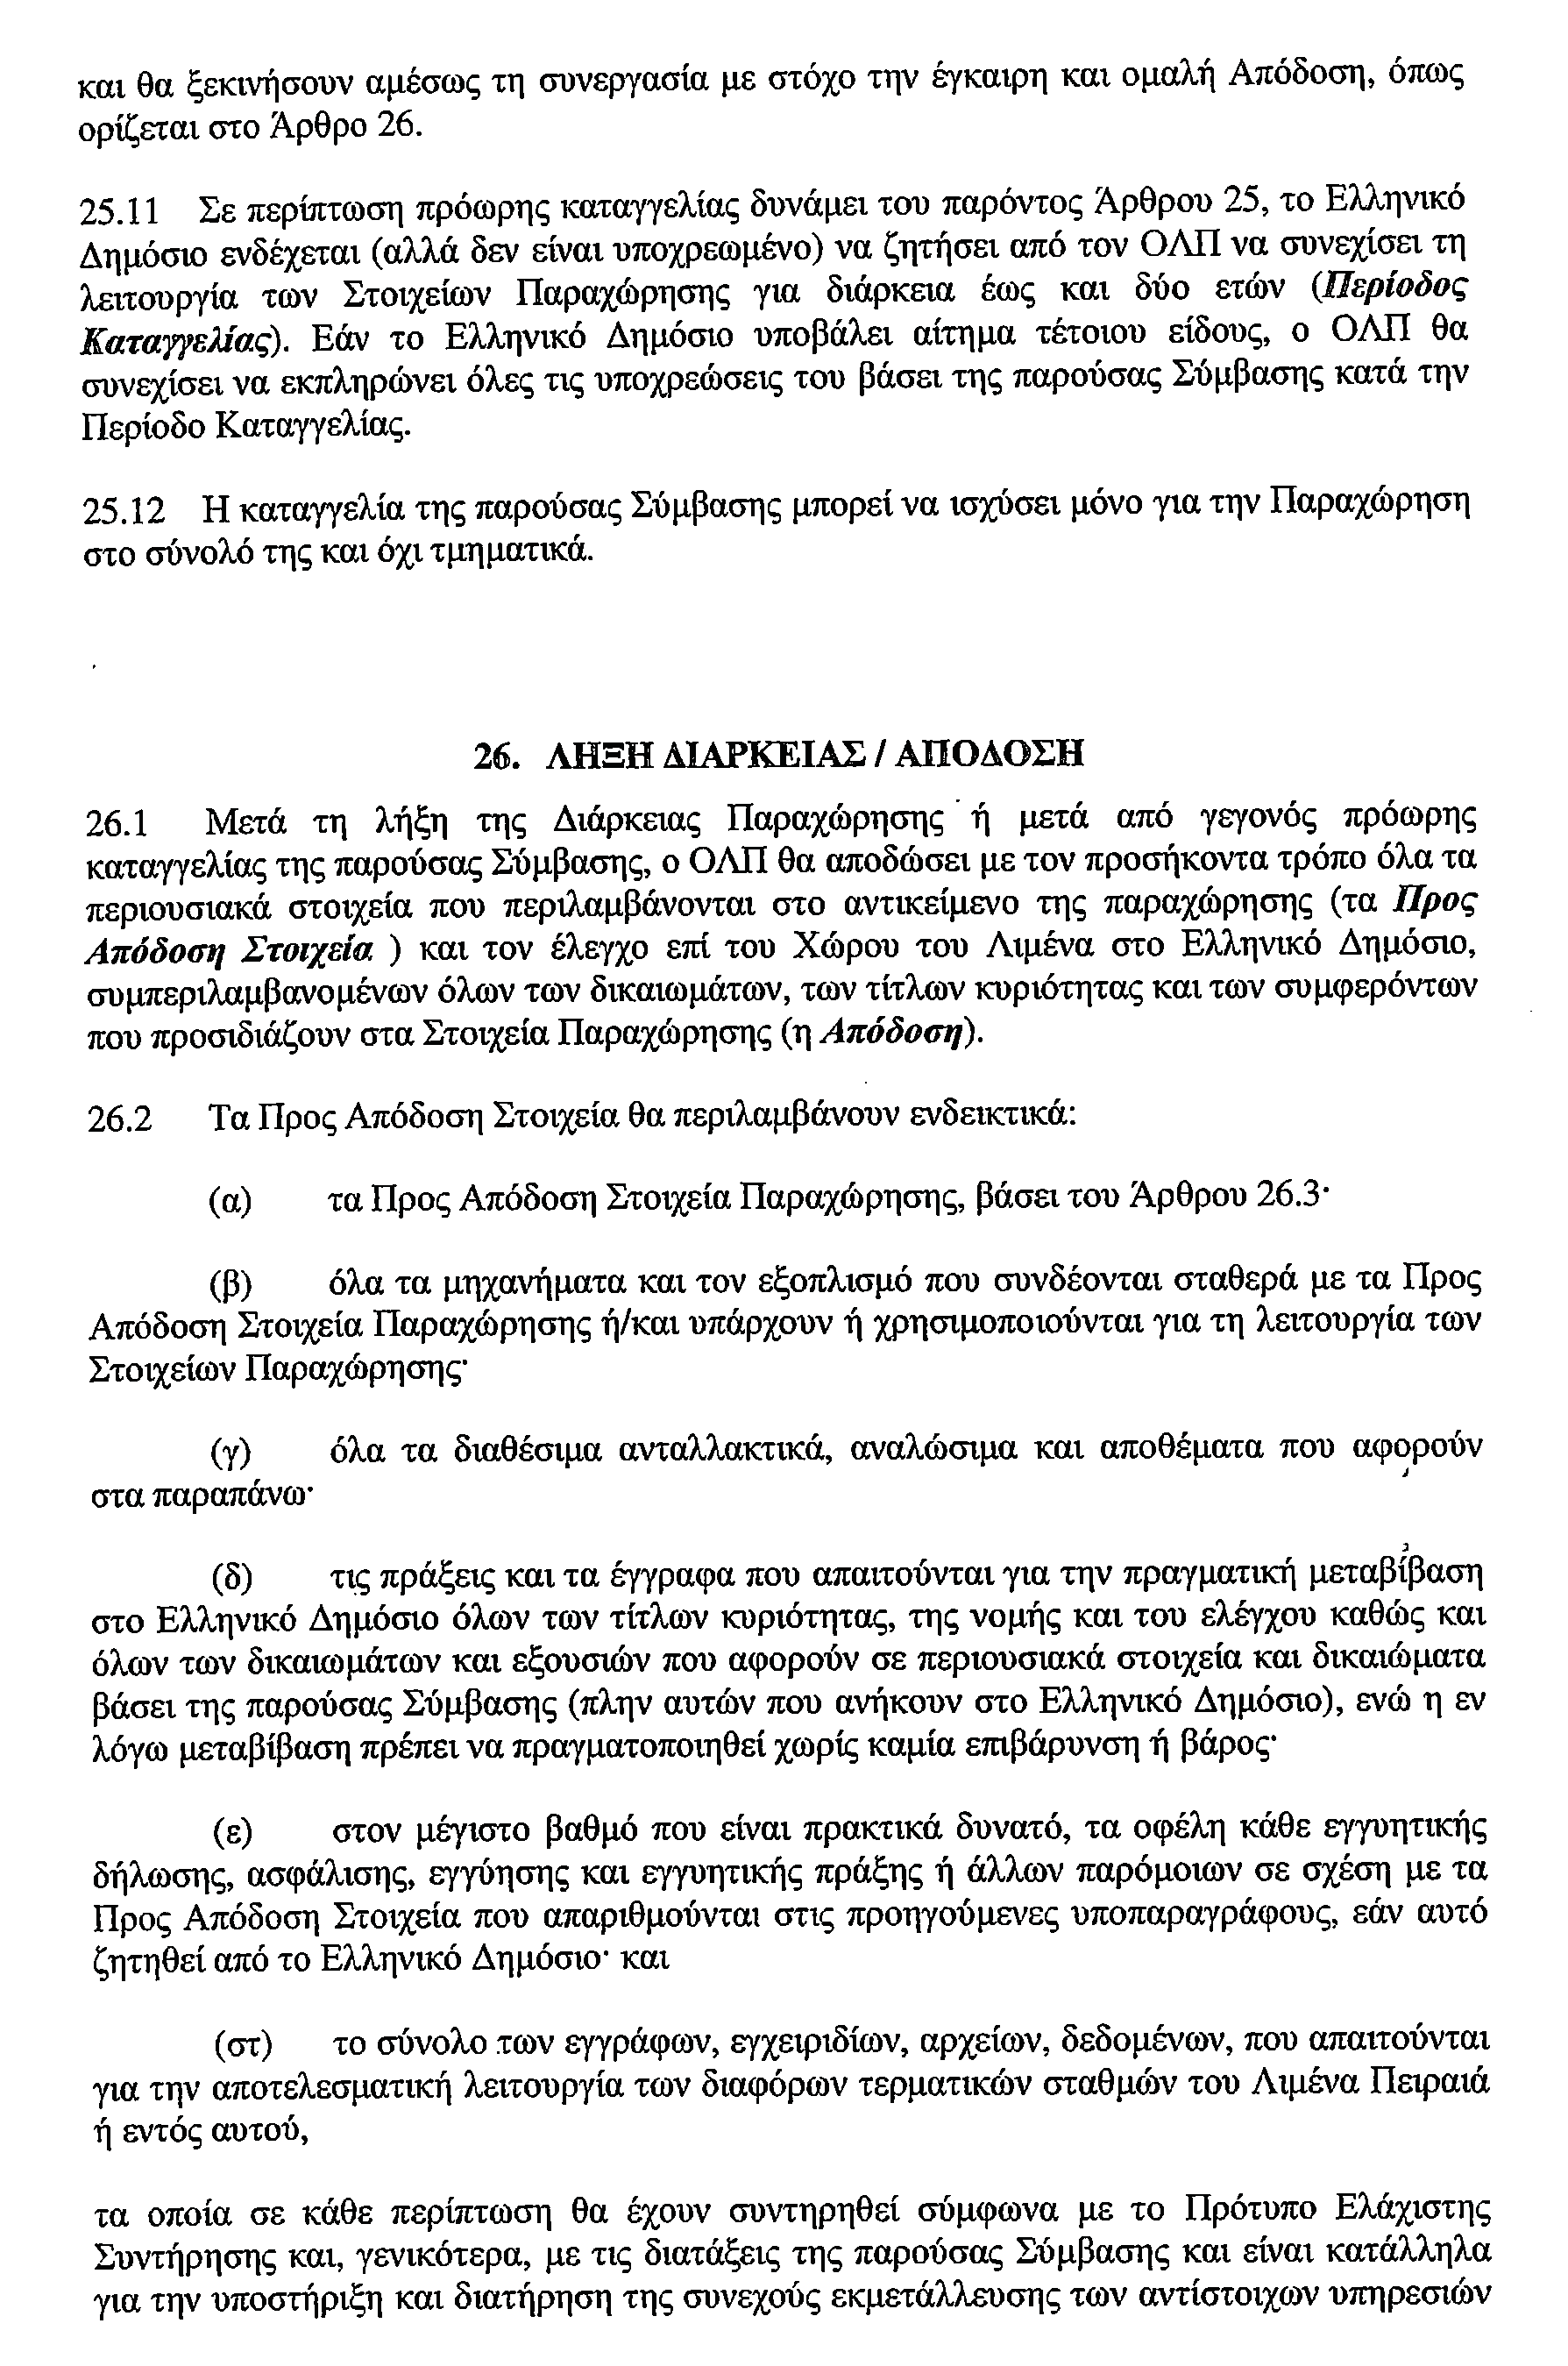 και θα ξεκινήσουν αμέσως τη συνεργασία με στόχο την έγκαιρη και ομαλή Απόδοση, όπως
ορίζεται στο Άρθρο 26.
25.11 Σε περίπτωση πρόωρης καταγγελίας δυνάμει του παρόντος Άρθρου 25, το Ελληνικό
Δημόσιο ενδέχεται (αλλά δεν είναι υποχρεωμένο) να ζητήσει από τον ΟΛΠ να συνεχίσει τη
λειτουργία των Στοιχείων Παραχώρησης για διάρκεια έως και δύο ετών (Περίοδος
Καταγγελίας). Εάν το Ελληνικό Δημόσιο υποβάλει αίτημα τέτοιου είδους, ο ΟΛΠ θα
συνεχίσει να εκπληρώνει όλες τις υποχρεώσεις του βάσει της παρούσας Σύμβασης κατά την
Περίοδο Καταγγελίας.
25.12 Η καταγγελία της παρούσας Σύμβασης μπορεί να ισχύσει μόνο για την Παραχώρηση
στο σύνολό της και όχι τμηματικά.
26. ΛΗΞΗ ΔΙΑΡΚΕΙΑΣ / ΑΠΟΔΟΣΗ
26.1 Μετά τη λήξη της Διάρκειας Παραχώρησης ή μετά από γεγονός πρόωρης
καταγγελίας της παρούσας Σύμβασης, ο ΟΛΠ θα αποδώσει με τον προσήκοντα τρόπο όλα τα
περιουσιακά στοιχεία που περιλαμβάνονται στο αντικείμενο της παραχώρησης (τα Προς
Απόδοση Στοιχεία ) και τον έλεγχο επί του Χώρου του Λιμένα στο Ελληνικό Δημόσιο,
συμπεριλαμβανομένων όλων των δικαιωμάτων, των τίτλων κυριότητας και των συμφερόντων
που προσιδιάζουν στα Στοιχεία Παραχώρησης (η Απόδοση).
26.2 Τα Προς Απόδοση Στοιχεία θα περιλαμβάνουν ενδεικτικά:
(α) τα Προς Απόδοση Στοιχεία Παραχώρησης, βάσει του Άρθρου 26.3·
(β) όλα τα μηχανήματα και τον εξοπλισμό που συνδέονται σταθερά με τα Προς
Απόδοση Στοιχεία Παραχώρησης ή/και υπάρχουν ή χρησιμοποιούνται για τη λειτουργία των
Στοιχείων Παραχώρησης·
(γ) όλα τα διαθέσιμα ανταλλακτικά, αναλώσιμα και αποθέματα που αφορούν
στα παραπάνω·
(δ) τις πράξεις και τα έγγραφα που απαιτούνται για την πραγματική μεταβίβαση
στο Ελληνικό Δημόσιο όλων των τίτλων κυριότητας, της νομής και του ελέγχου καθώς και
όλων των δικαιωμάτων και εξουσιών που αφορούν σε περιουσιακά στοιχεία και δικαιώματα
βάσει της παρούσας Σύμβασης (πλην αυτών που ανήκουν στο Ελληνικό Δημόσιο), ενώ η εν
λόγω μεταβίβαση πρέπει να πραγματοποιηθεί χωρίς καμία επιβάρυνση ή βάρος·
(ε) στον μέγιστο βαθμό που είναι πρακτικά δυνατό, τα οφέλη κάθε εγγυητικής
δήλωσης, ασφάλισης, εγγύησης και εγγυητικής πράξης ή άλλων παρόμοιων σε σχέση με τα
Προς Απόδοση Στοιχεία που απαριθμούνται στις προηγούμενες υποπαραγράφους, εάν αυτό
ζητηθεί από το Ελληνικό Δημόσιο· και
(στ) το σύνολο των εγγράφων, εγχειριδίων, αρχείων, δεδομένων, που απαιτούνται
για την αποτελεσματική λειτουργία των διαφόρων τερματικών σταθμών του Λιμένα Πειραιά
ή εντός αυτού,
τα οποία σε κάθε περίπτωση θα έχουν συντηρηθεί σύμφωνα με το Πρότυπο Ελάχιστης
Συντήρησης και, γενικότερα, με τις διατάξεις της παρούσας Σύμβασης και είναι κατάλληλα
για την υποστήριξη και διατήρηση της συνεχούς εκμετάλλευσης των αντίστοιχων υπηρεσιών